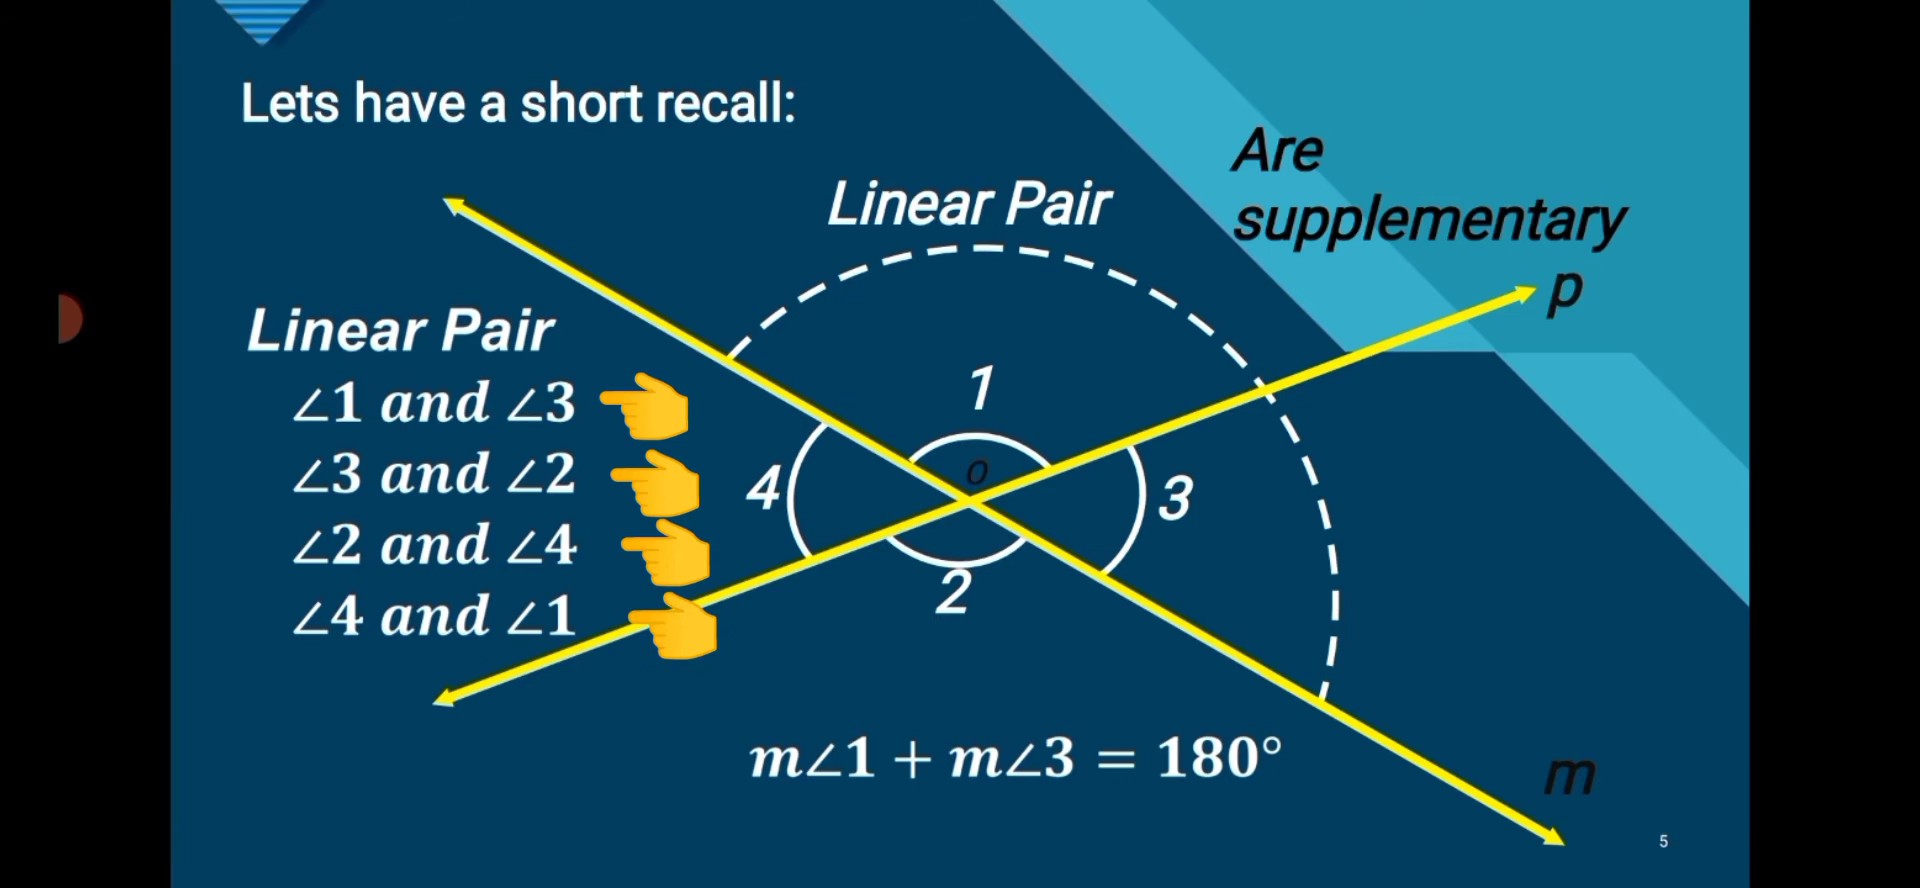 Lets have a short recall:
Are
supplementary
Linear Pair
p
Linear Pair
∠1 and ∠3
∠3 and ∠2
∠2 and ∠4
∠4 and ∠1
1
o
4
3
2
m∠1 + m∠3 = 180°
m
5